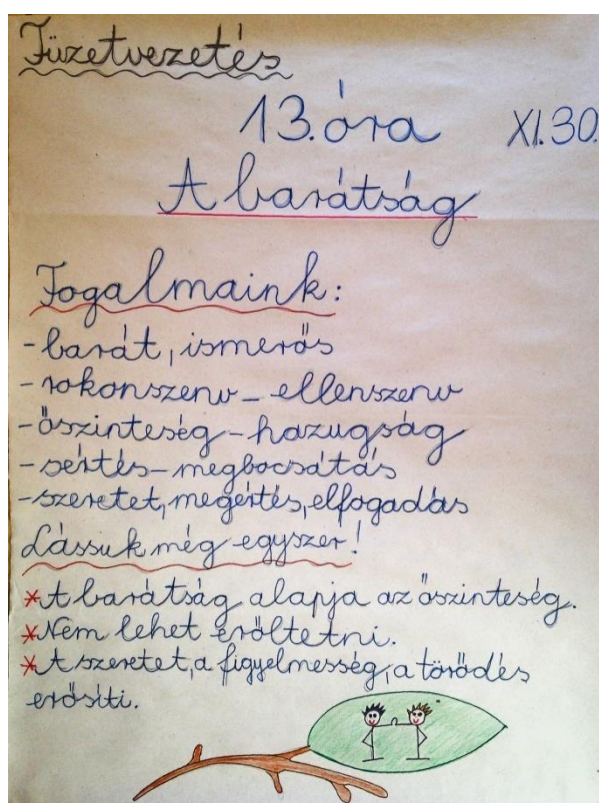 Füzetvezetés
13. óra XI. 30.
A barátság
Fogalmaink:
- barát, ismerős
- rokonszenv - ellenszenv
- őszinteség - hazugság
- sértés - megbocsátás
- szeretet, megértés, elfogadás
Lássuk még egyszer!
* A barátság alapja az őszinteség.
* Nem lehet erőltetni.
* A szeretet, a figyelmesség, a törődés
erősíti.